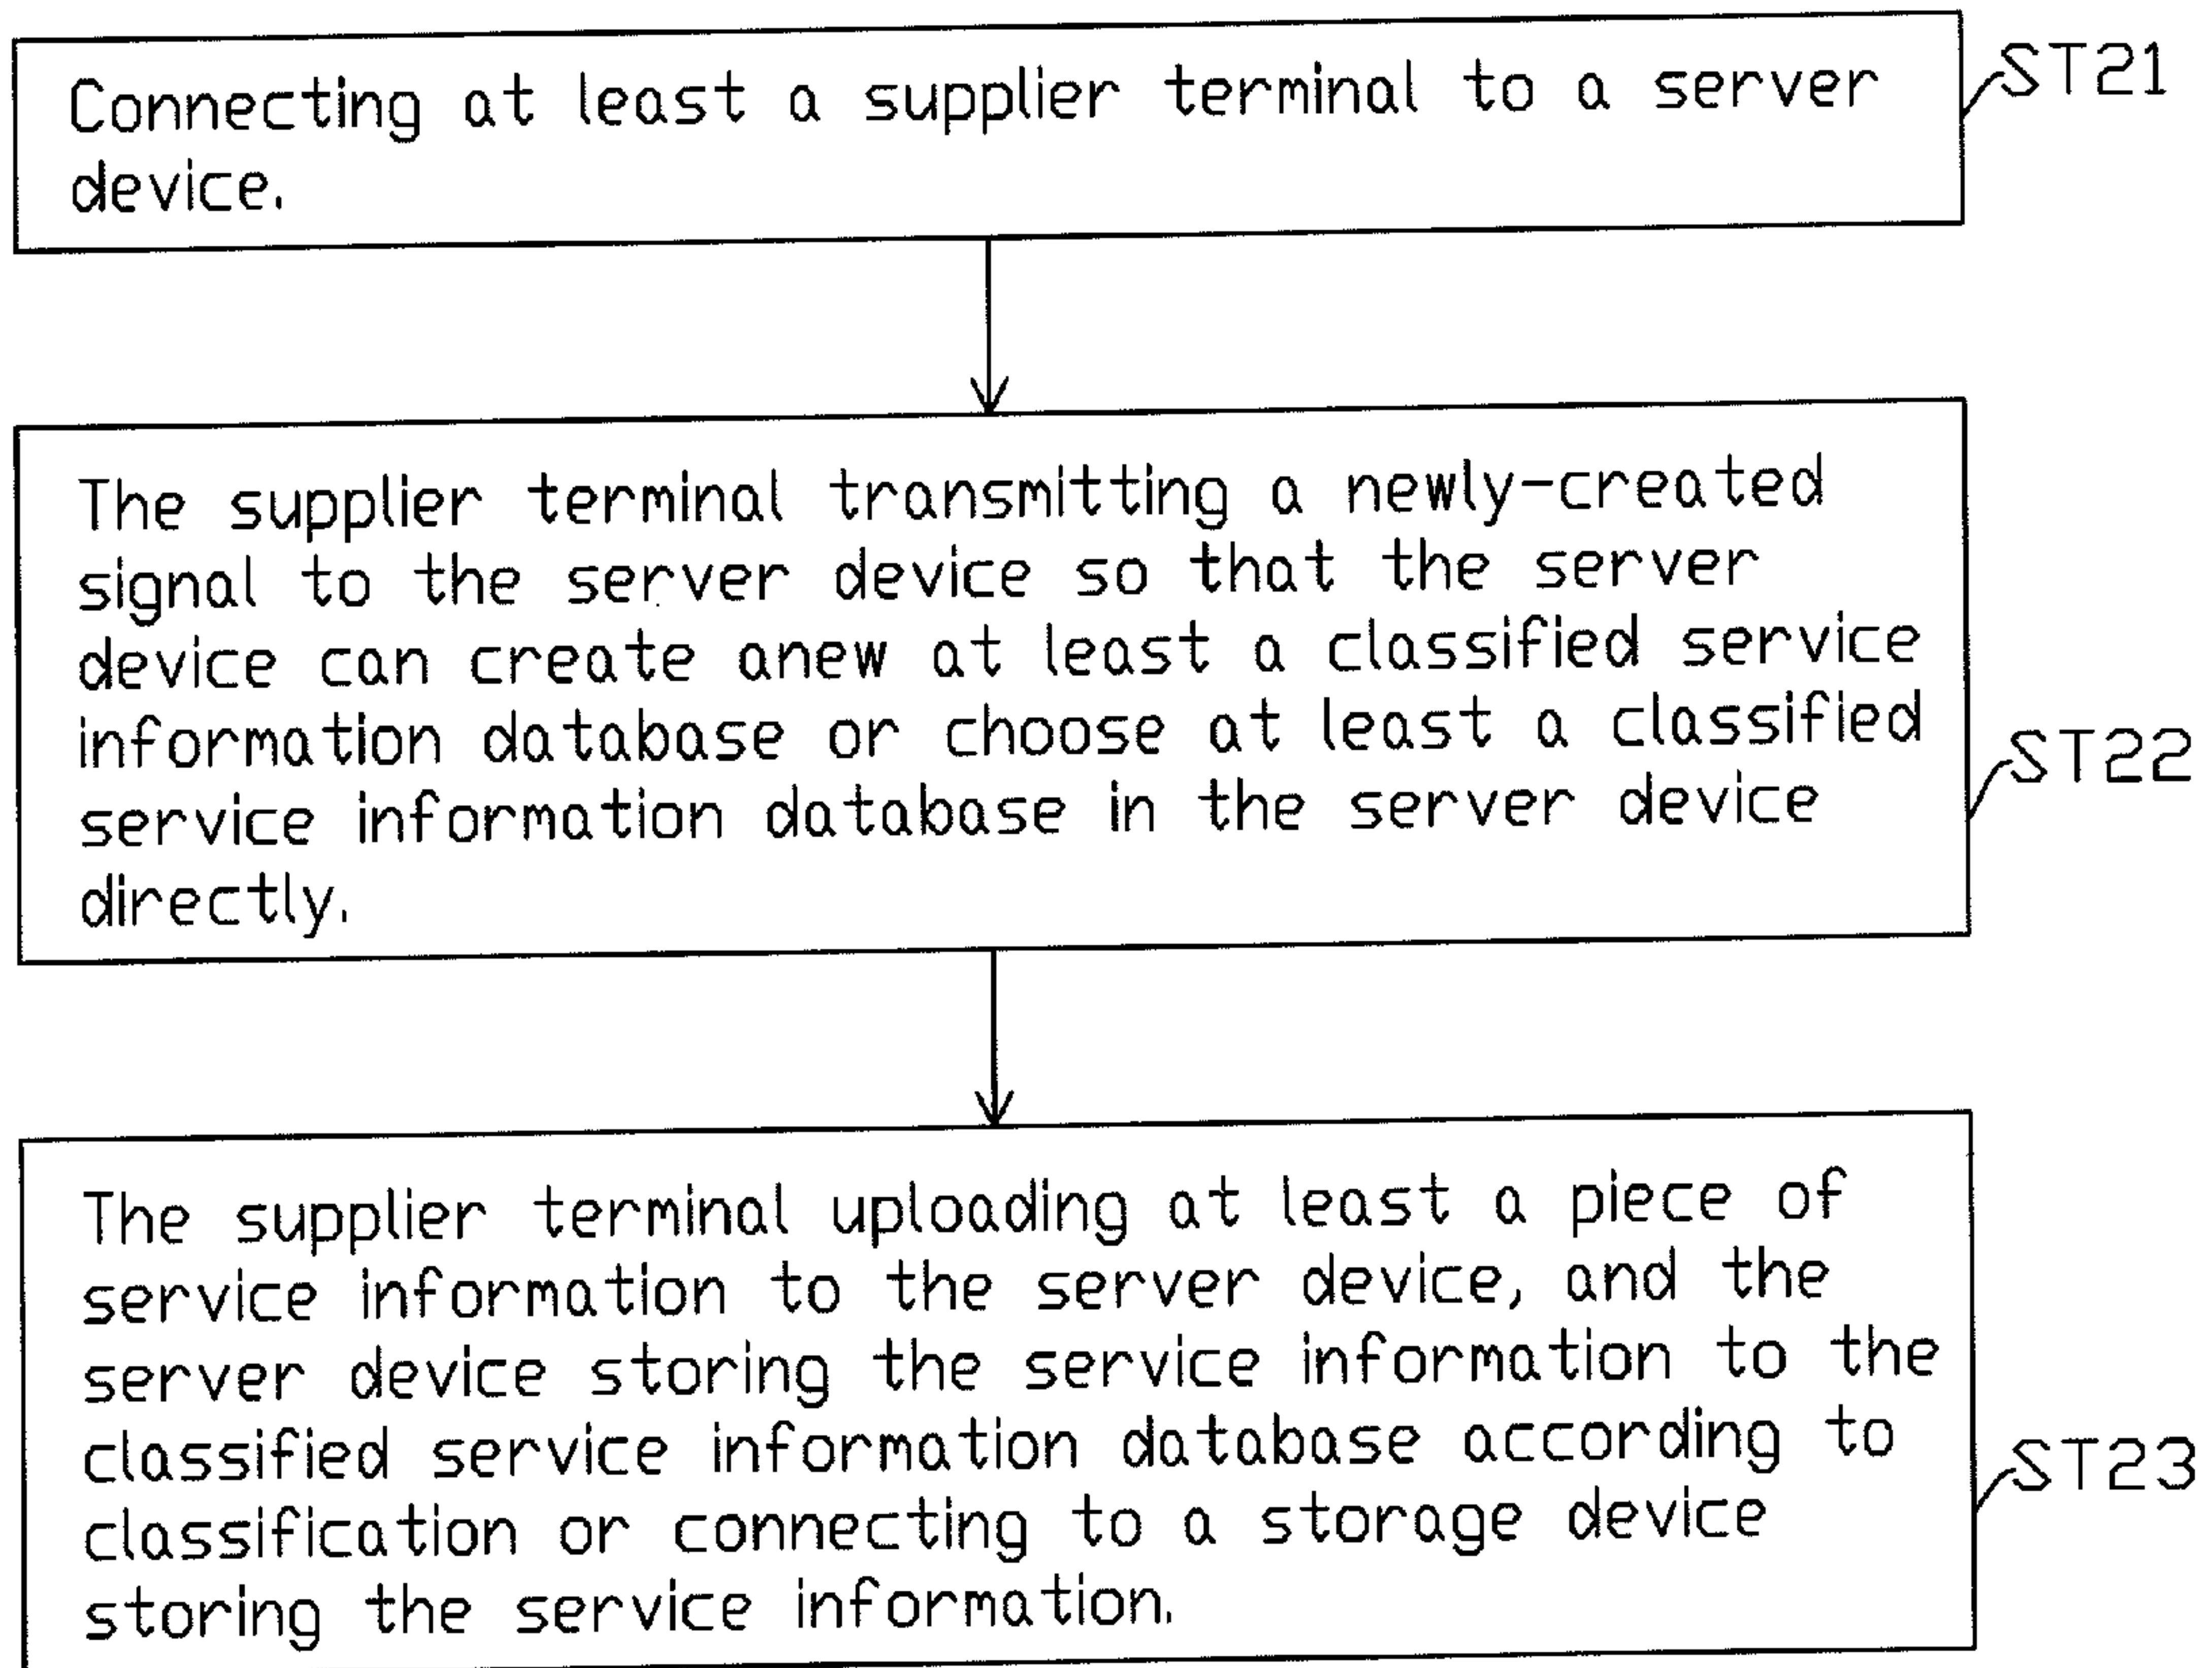 Connecting at least a supplier terminal to a server
device.
ST21
The supplier terminal transmitting a newly-created
signal to the server device so that the server
device can create anew at least a classified service
information database or choose at least a classified
service information database in the server device
directly.
ST22
The supplier terminal uploading at least a piece of
service information to the server device, and the
server device storing the service information to the
classified service information database according to
classification or connecting to a storage device
storing the service information.
ST23